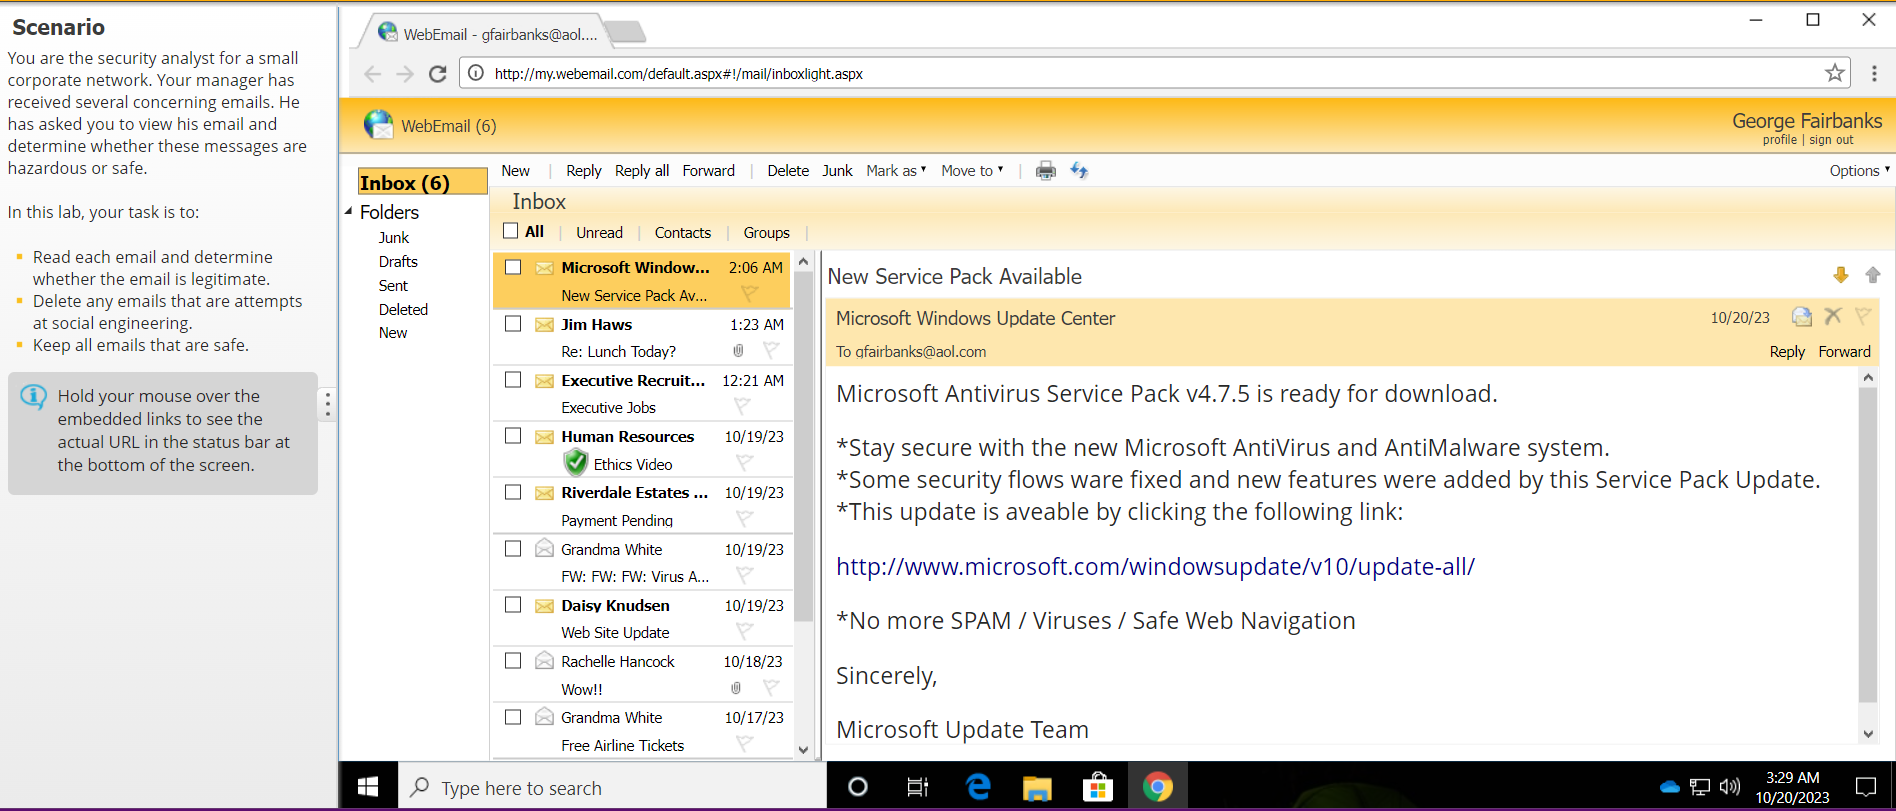 Scenario
You are the security analyst for a small
corporate network. Your manager has
received several concerning emails. He
has asked you to view his email and
determine whether these messages are
hazardous or safe.
In this lab, your task is to:
Read each email and determine
whether the email is legitimate.
Delete any emails that are attempts
at social engineering.
Keep all emails that are safe.
Hold your mouse over the
embedded links to see the
actual URL in the status bar at
the bottom of the screen.
WebEmail - gfairbanks@aol....
http://my.webemail.com/default.aspx#!/mail/inboxlight.aspx
WebEmail (6)
George Fairbanks
profile | sign out
Inbox (6)
Folders
Junk
Drafts
Sent
Deleted
New
New | Reply Reply all Forward | Delete Junk Mark as Move to | Options
Inbox
All | Unread | Contacts | Groups |
Microsoft Window... 2:06 AM
New Service Pack Av...
Jim Haws 1:23 AM
Re: Lunch Today?
Executive Recruit... 12:21 AM
Executive Jobs
Human Resources 10/19/23
Ethics Video
Riverdale Estates ... 10/19/23
Payment Pending
Grandma White 10/19/23
FW: FW: FW: Virus A...
Daisy Knudsen 10/19/23
Web Site Update
Rachelle Hancock 10/18/23
Wow!!
Grandma White 10/17/23
Free Airline Tickets
New Service Pack Available
Microsoft Windows Update Center 10/20/23
To gfairbanks@aol.com Reply Forward
Microsoft Antivirus Service Pack v4.7.5 is ready for download.
*Stay secure with the new Microsoft AntiVirus and AntiMalware system.
*Some security flows ware fixed and new features were added by this Service Pack Update.
*This update is aveable by clicking the following link:
http://www.microsoft.com/windowsupdate/v10/update-all/
*No more SPAM / Viruses / Safe Web Navigation
Sincerely,
Microsoft Update Team
Type here to search
3:29 AM
10/20/2023